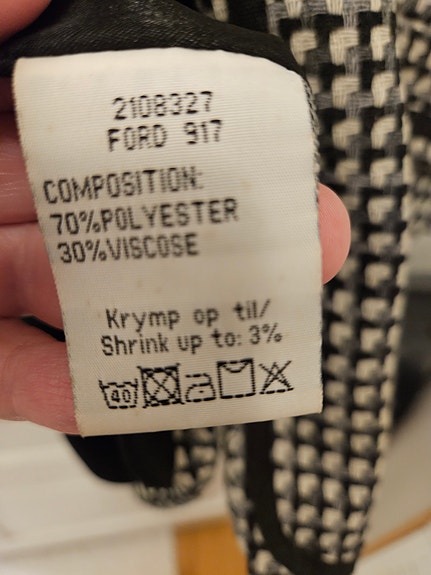 2108327
FORD 917
COMPOSITION:
70%POLYESTER
30%VISCOSE
Krymp op til/
Shrink up to: 3%
40